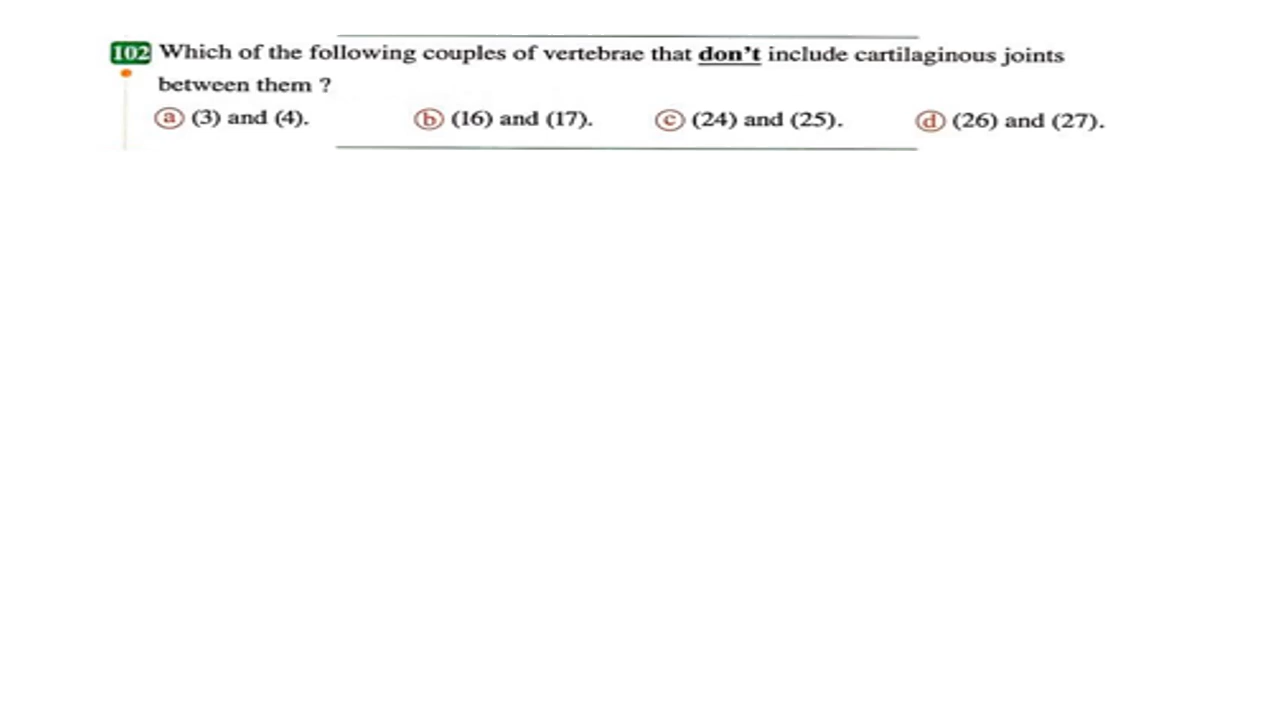 102 Which of the following couples of vertebrae that don't include cartilaginous joints
between them ?
a (3) and (4). b (16) and (17). c (24) and (25). d (26) and (27).